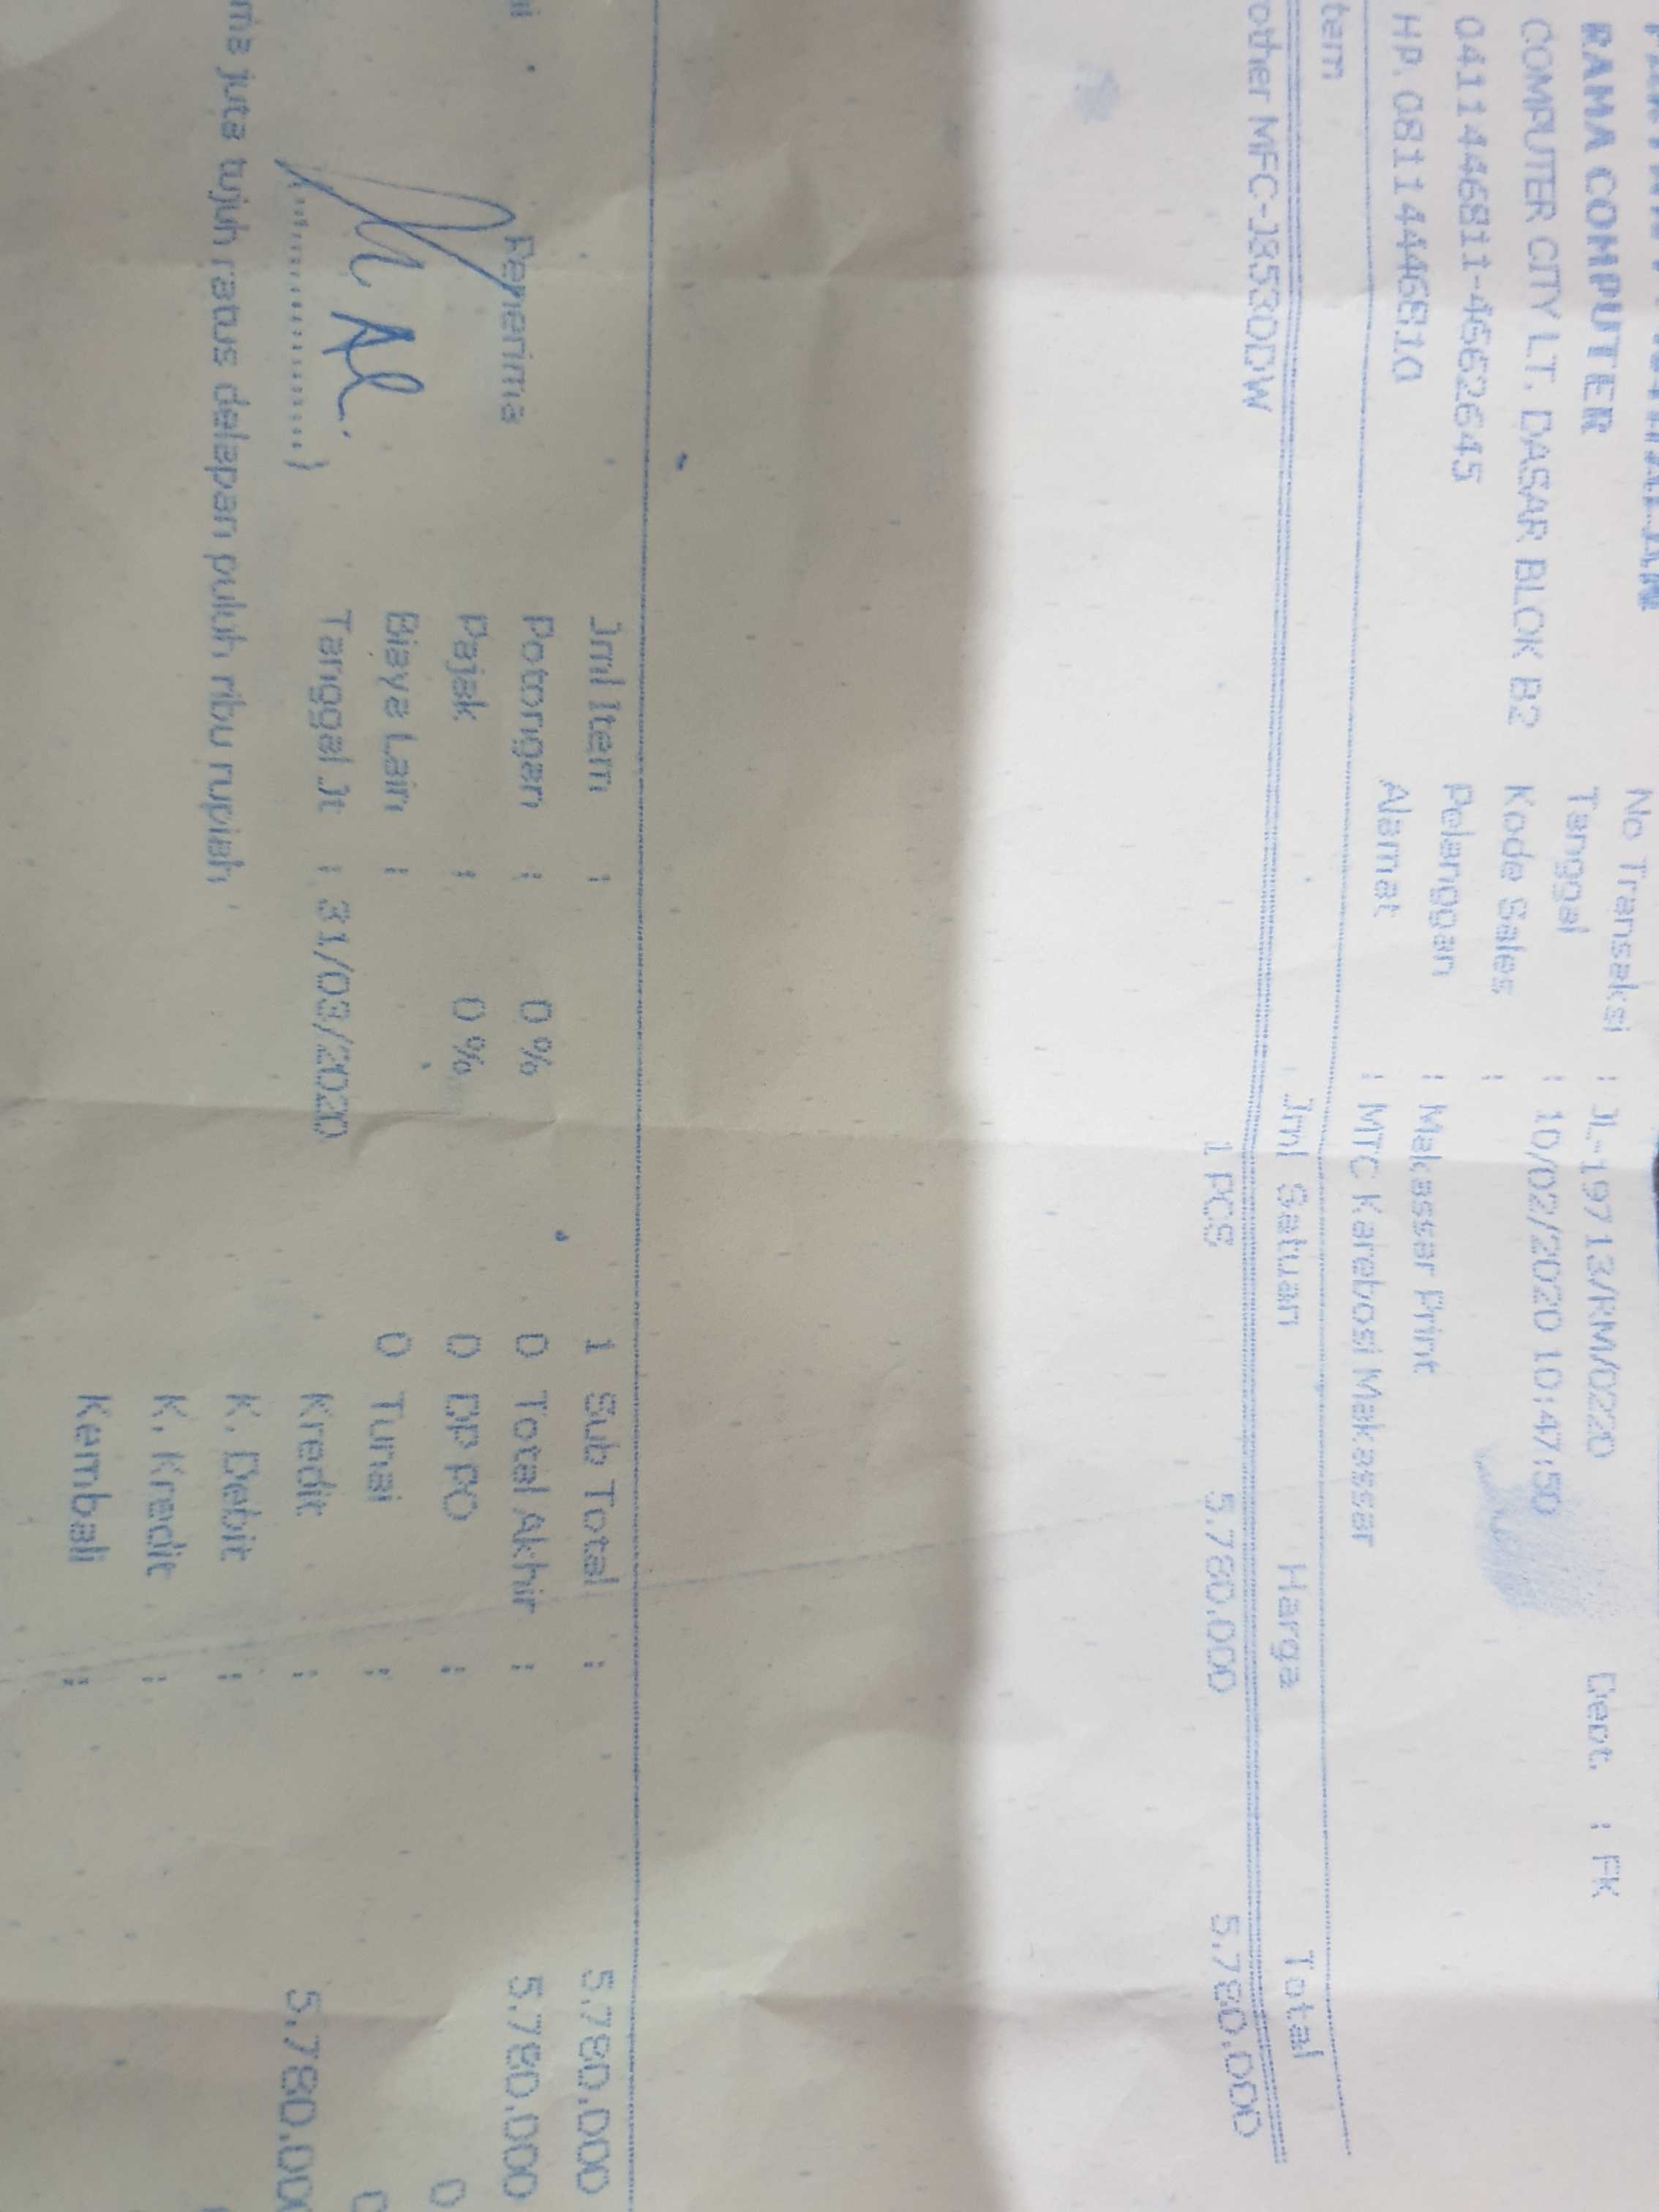 RAMA COMPUTER
COMPUTER CITY LT. DASAR BLOK B2
0411446811-4662645
HP. 08114446810
No Transaksi : JL-19713/RM/0220 Dept. : FK
Tanggal : 10/02/2020 10:47:50
Kode Sales :
Pelanggan : Makassar Print
Alamat : MTC Karebosi Makassar
tem Jml Satuan Harga Total
rother MFC-J3530DW 1 PCS 5.780.000 5.780.000
Penerima
(................)
Jml Item : 1
Potongan : 0 % 0
Pajak : 0 % 0
Biaya Lain : 0
Tanggal Jt : 31/03/2020
Sub Total : 5.780.000
Total Akhir : 5.780.000
DP PO : 0
Tunai : 0
Kredit : 5.780.000
K. Debit :
K. Kredit :
Kembali :
ma juta tujuh ratus delapan puluh ribu rupiah